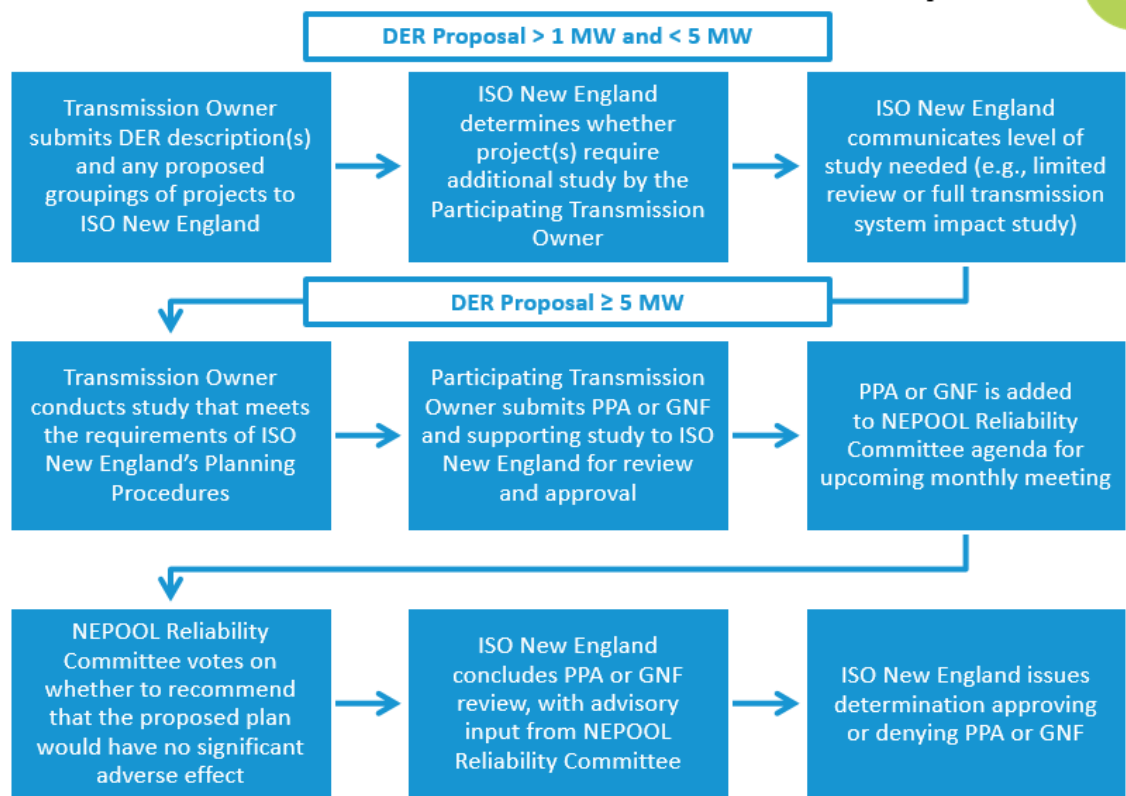 DER Proposal > 1 MW and < 5 MW
Transmission Owner
submits DER description(s)
and any proposed
groupings of projects to
ISO New England
ISO New England
determines whether
project(s) require
additional study by the
Participating Transmission
Owner
ISO New England
communicates level of
study needed (e.g., limited
review or full transmission
system impact study)
DER Proposal ≥ 5 MW
Transmission Owner
conducts study that meets
the requirements of ISO
New England’s Planning
Procedures
Participating Transmission
Owner submits PPA or GNF
and supporting study to ISO
New England for review
and approval
PPA or GNF is added
to NEPOOL Reliability
Committee agenda for
upcoming monthly meeting
NEPOOL Reliability
Committee votes on
whether to recommend
that the proposed plan
would have no significant
adverse effect
ISO New England
concludes PPA or GNF
review, with advisory
input from NEPOOL
Reliability Committee
ISO New England issues
determination approving
or denying PPA or GNF